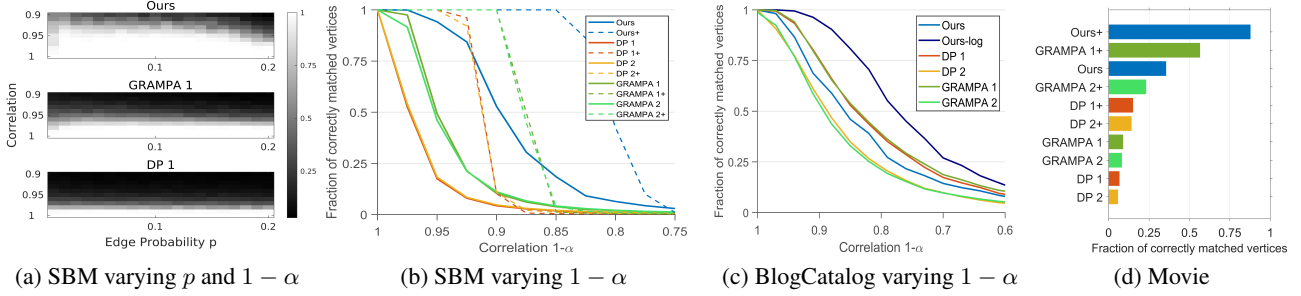 Ours
0.9
0.95
1
0.1
0.2
GRAMPA 1
0.9
0.95
1
0.1
0.2
DP 1
0.9
0.95
1
0.1
0.2
Correlation
Edge Probability p
1
0.75
0.5
0.25
(a) SBM varying p and 1 − α
Fraction of correctly matched vertices
1
0.75
0.5
0.25
0
1
0.95
0.9
0.85
0.8
0.75
Correlation 1-α
Ours
Ours+
DP 1
DP 1+
DP 2
DP 2+
GRAMPA 1
GRAMPA 1+
GRAMPA 2
GRAMPA 2+
(b) SBM varying 1 − α
Fraction of correctly matched vertices
1
0.75
0.5
0.25
0
1
0.9
0.8
0.7
0.6
Correlation 1-α
Ours
Ours-log
DP 1
DP 2
GRAMPA 1
GRAMPA 2
(c) BlogCatalog varying 1 − α
Ours+
GRAMPA 1+
Ours
GRAMPA 2+
DP 1+
DP 2+
GRAMPA 1
GRAMPA 2
DP 1
DP 2
0
0.25
0.5
0.75
1
Fraction of correctly matched vertices
(d) Movie